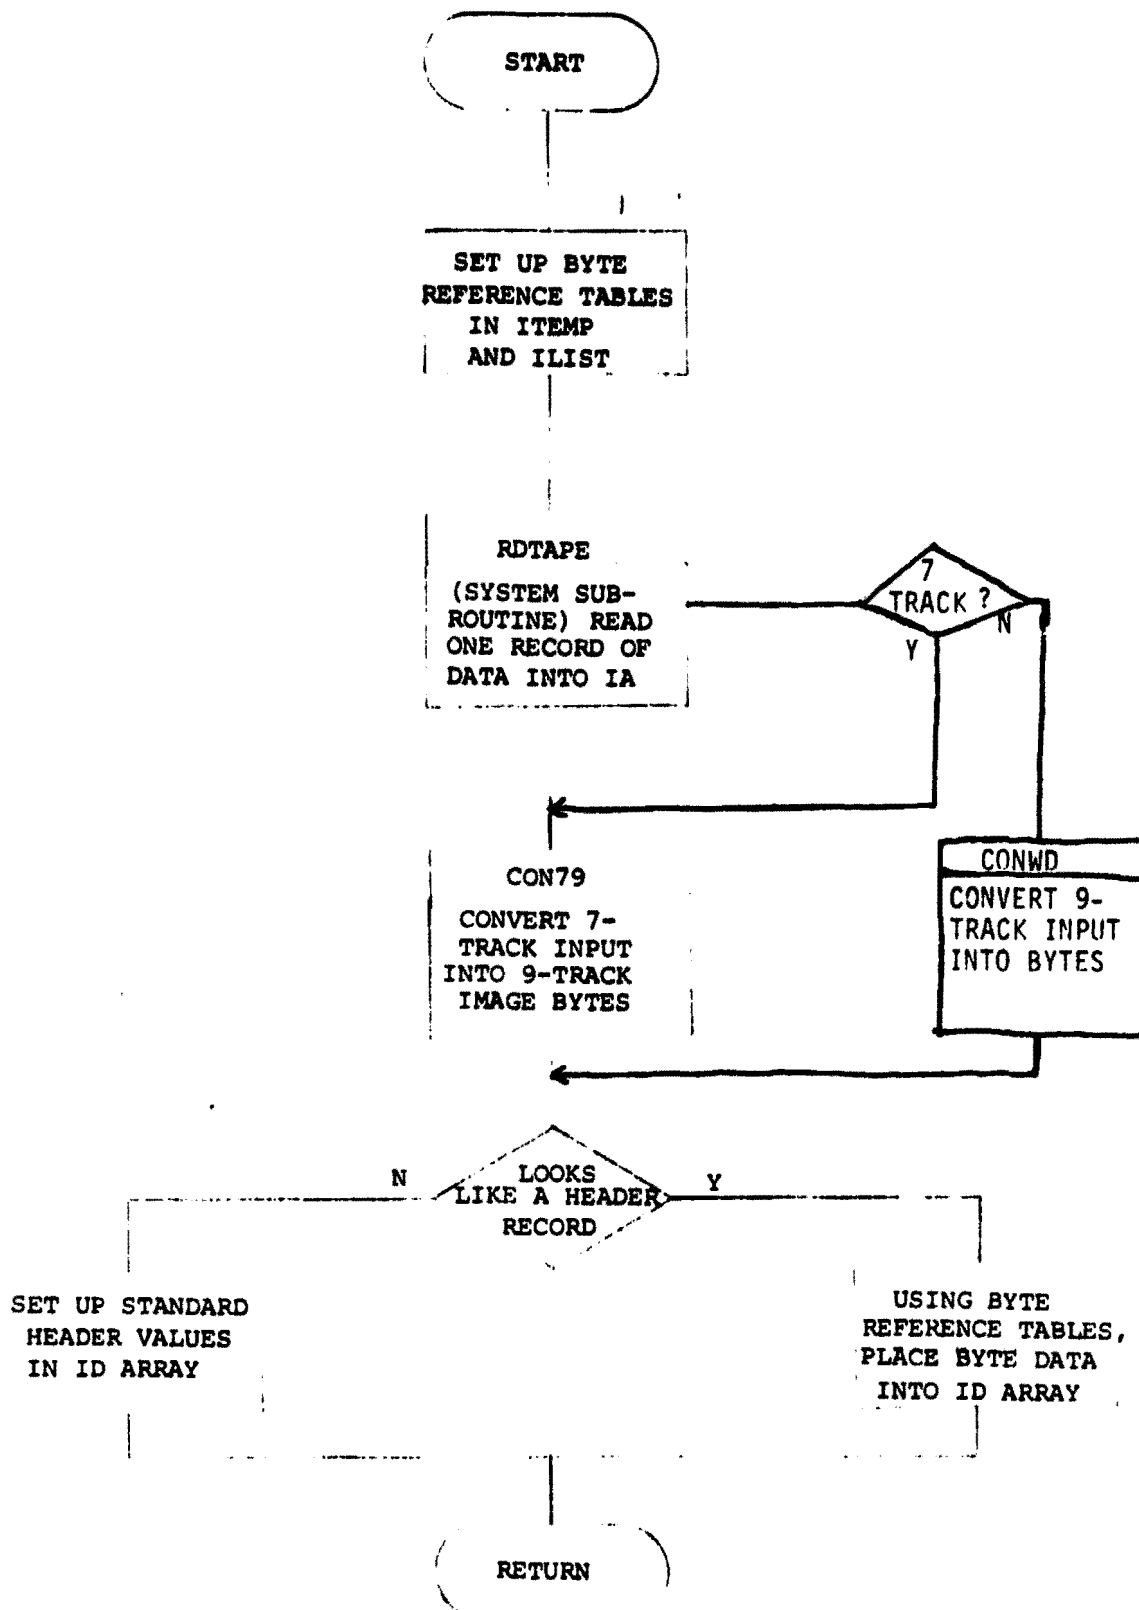 START
SET UP BYTE
REFERENCE TABLES
IN ITEMP
AND ILIST
RDTAPE
(SYSTEM SUB-
ROUTINE) READ
ONE RECORD OF
DATA INTO IA
7
TRACK ?
N
Y
CON79
CONVERT 7-
TRACK INPUT
INTO 9-TRACK
IMAGE BYTES
CONWD
CONVERT 9-
TRACK INPUT
INTO BYTES
N
LOOKS
LIKE A HEADER
RECORD
Y
SET UP STANDARD
HEADER VALUES
IN ID ARRAY
USING BYTE
REFERENCE TABLES,
PLACE BYTE DATA
INTO ID ARRAY
RETURN